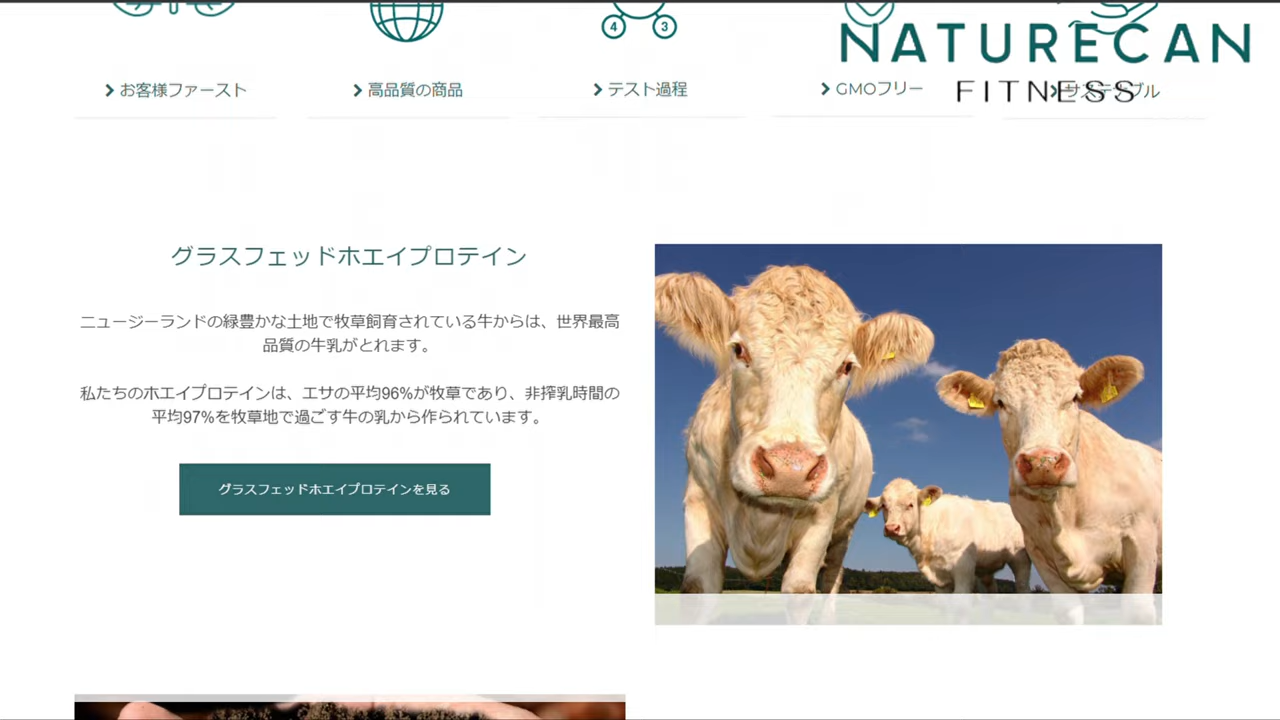 4 3
NATURECAN
FITNESS
お客様ファースト
高品質の商品
テスト過程
GMOフリー
サステナブル
グラスフェッドホエイプロテイン
ニュージーランドの緑豊かな土地で牧草飼育されている牛からは、世界最高
品質の牛乳がとれます。
私たちのホエイプロテインは、エサの平均96%が牧草であり、非搾乳時間の
平均97%を牧草地で過ごす牛の乳から作られています。
グラスフェッドホエイプロテインを見る